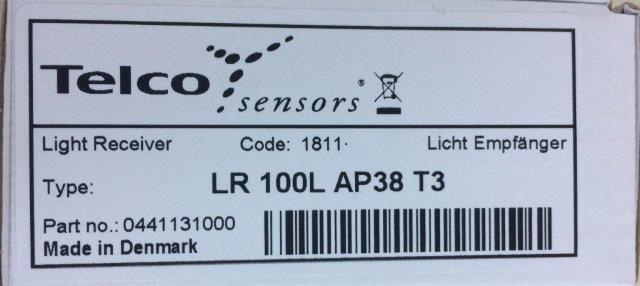 Telco sensors®
Light Receiver Code: 1811· Licht Empfänger
Type: LR 100L AP38 T3
Part no.: 0441131000
Made in Denmark